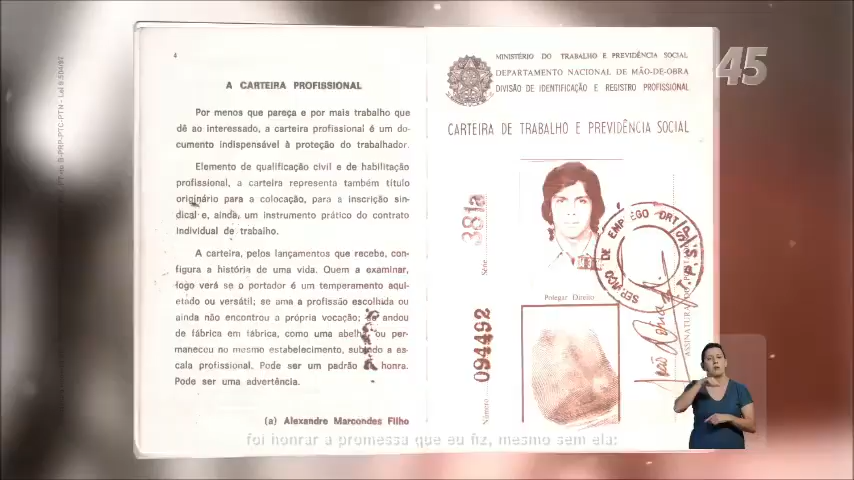 4
A CARTEIRA PROFISSIONAL
Por menos que pareça e por mais trabalho que
dê ao interessado, a carteira profissional é um do-
cumento indispensável à proteção do trabalhador.
Elemento de qualificação civil e de habilitação
profissional, a carteira representa também título
originário para a colocação, para a inscrição sin-
dical e, ainda, um instrumento prático do contrato
individual de trabalho.
A carteira, pelos lançamentos que recebe, con-
figura a história de uma vida. Quem a examinar,
logo verá se o portador é um temperamento aqui-
etado ou versátil; se ama a profissão escolhida ou
ainda não encontrou a própria vocação; se andou
de fábrica em fábrica, como uma abelha, ou per-
maneceu no mesmo estabelecimento, subindo a es-
cala profissional. Pode ser um padrão de honra.
Pode ser uma advertência.
(a) Alexandre Marcondes Filho
MINISTÉRIO DO TRABALHO E PREVIDÊNCIA SOCIAL
DEPARTAMENTO NACIONAL DE MÃO-DE-OBRA
DIVISÃO DE IDENTIFICAÇÃO E REGISTRO PROFISSIONAL
CARTEIRA DE TRABALHO E PREVIDÊNCIA SOCIAL
Série 381a
Número 094492
Polegar Direito
DE EMPREGO
ASSINATURA
45
foi honrar a promessa que eu fiz, mesmo sem ela: